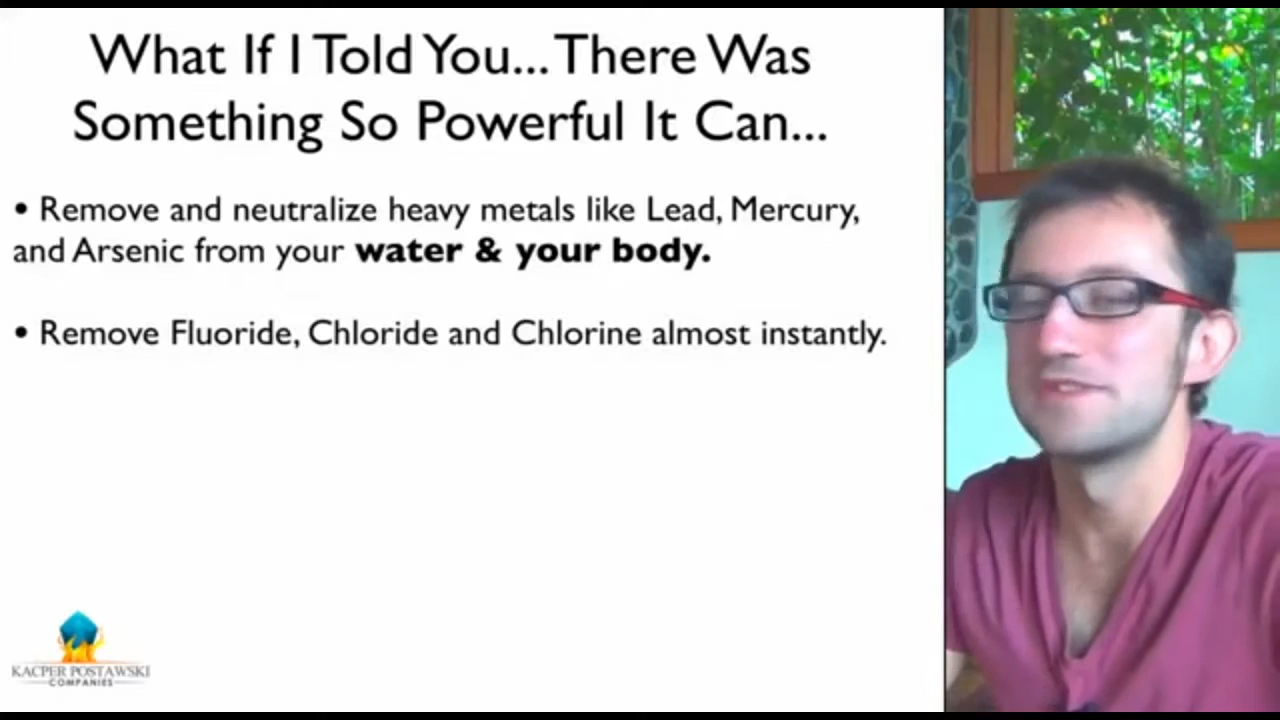 What If I Told You... There Was
Something So Powerful It Can...
• Remove and neutralize heavy metals like Lead, Mercury,
and Arsenic from your water & your body.
• Remove Fluoride, Chloride and Chlorine almost instantly.
KACPER POSTAWSKI
COMPANIES